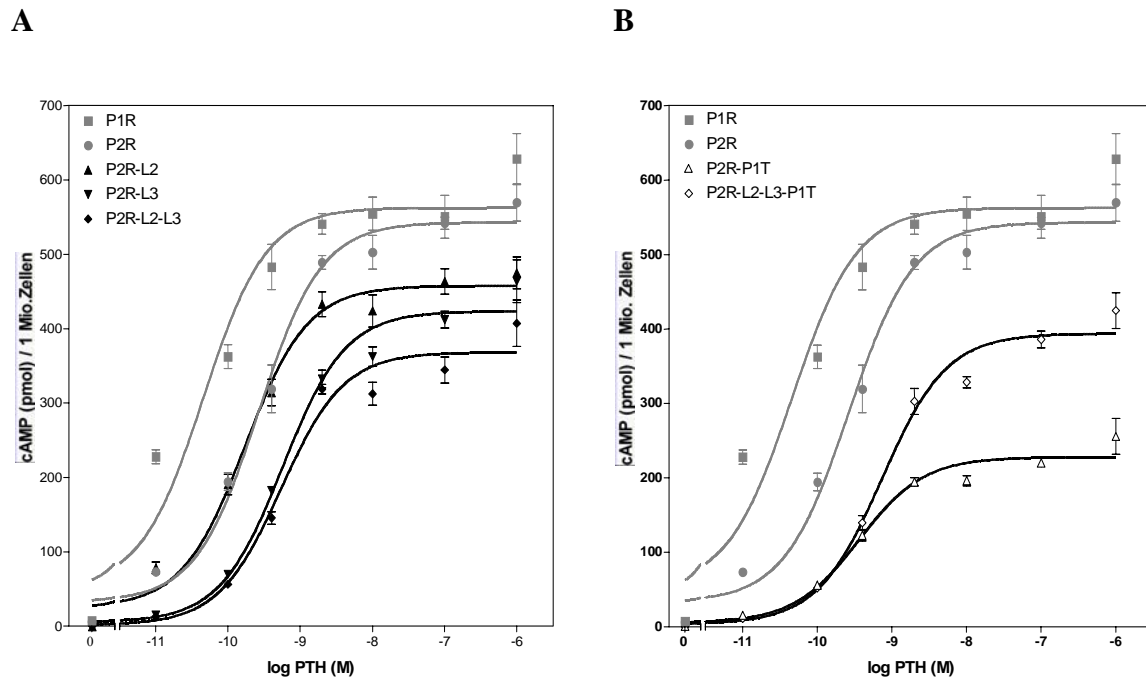 A
700
600
500
400
300
200
100
0
P1R
P2R
P2R-L2
P2R-L3
P2R-L2-L3
cAMP (pmol) / 1 Mio. Zellen
0 -11 -10 -9 -8 -7 -6
log PTH (M)
B
700
600
500
400
300
200
100
0
P1R
P2R
P2R-P1T
P2R-L2-L3-P1T
cAMP (pmol) / 1 Mio. Zellen
0 -11 -10 -9 -8 -7 -6
log PTH (M)